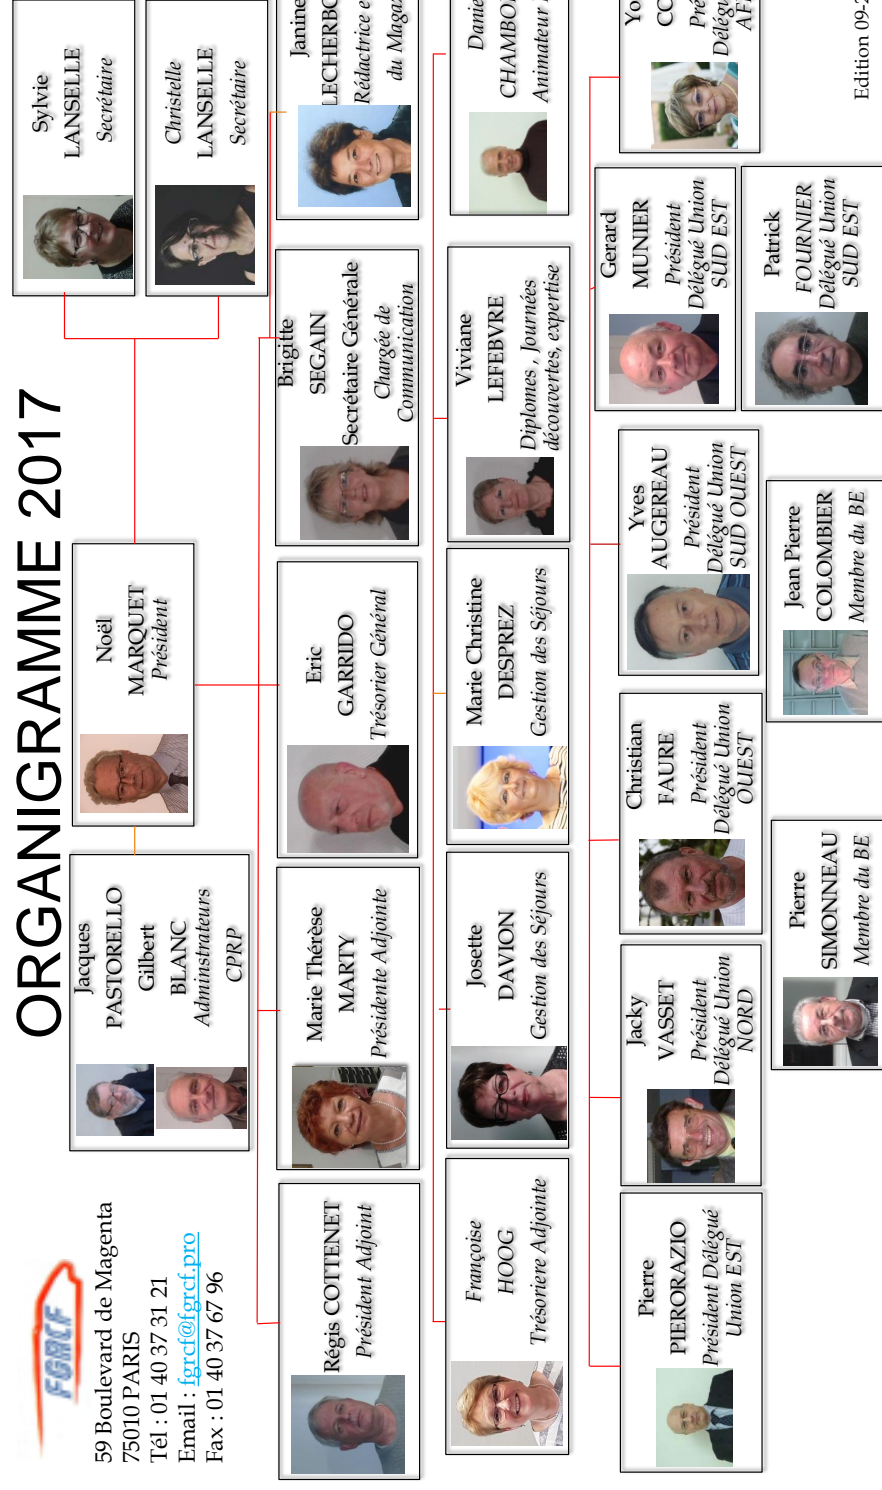 ORGANIGRAMME 2017
FGRCF
59 Boulevard de Magenta
75010 PARIS
Tél : 01 40 37 31 21
Email : fgrcf@fgrcf.pro
Fax : 01 40 37 67 96
Jacques
PASTORELLO
Gilbert
BLANC
Adminstrateurs
CPRP
Noël
MARQUET
Président
Sylvie
LANSELLE
Secrétaire
Christelle
LANSELLE
Secrétaire
Régis COTTENET
Président Adjoint
Marie Thérèse
MARTY
Présidente Adjointe
Eric
GARRIDO
Trésorier Général
Brigitte
SEGAIN
Secrétaire Générale
Chargée de
Communication
Janine
Rédactrice
du
Françoise
HOOG
Trésoriere Adjointe
Josette
DAVION
Gestion des Séjours
Marie Christine
DESPREZ
Gestion des Séjours
Viviane
LEFEBVRE
Diplomes , Journées
découvertes, expertise
Animateur
Pierre
PIERORAZIO
Président Délégué
Union EST
Jacky
VASSET
Président
Délégué Union
NORD
Christian
FAURE
Président
Délégué Union
OUEST
Yves
AUGEREAU
Président
Délégué Union
SUD OUEST
Gerard
MUNIER
Président
Délégué Union
SUD EST
Pierre
SIMONNEAU
Membre du BE
Jean Pierre
COLOMBIER
Membre du BE
Patrick
FOURNIER
Délégué Union
SUD EST
Edition